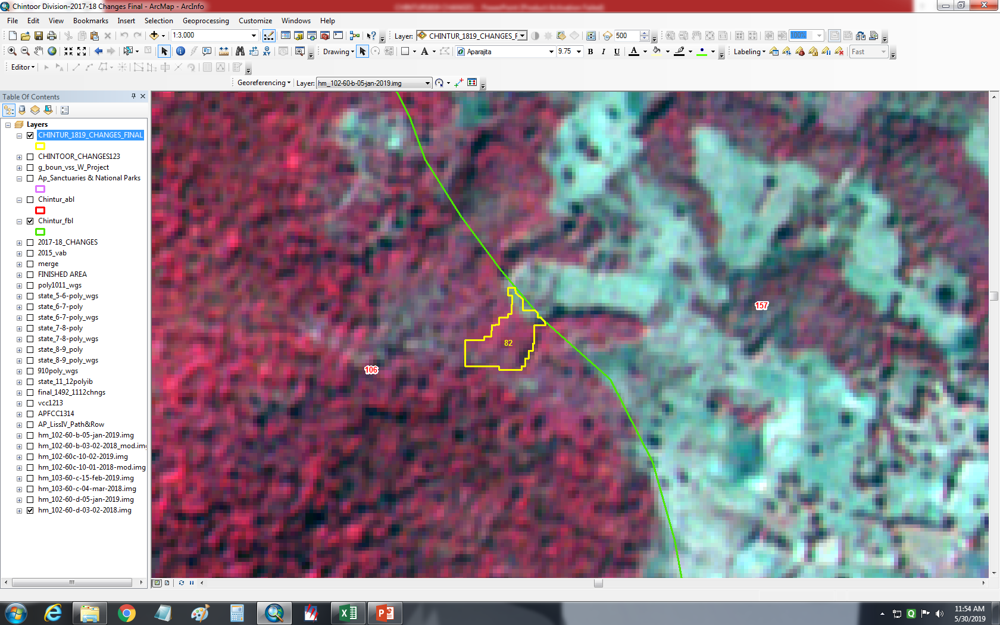 Chintoor Division-2017-18 Changes Final - ArcMap - ArcInfo
File Edit View Bookmarks Insert Selection Geoprocessing Customize Windows Help
1:3,000
Layer: CHINTUR_1819_CHANGES_F
500
100%
Drawing
A
Aparajita
9.75
B I U A
Labeling
Fast
Editor
Georeferencing Layer: hm_102-60-b-05-jan-2019.img
Table Of Contents
Layers
CHINTUR_1819_CHANGES_FINAL
CHINTOOR_CHANGES123
g_boun_vss_W_Project
Ap_Sanctuaries & National Parks
Chintur_abl
Chintur_fbl
2017-18_CHANGES
2015_vab
merge
FINISHED AREA
poly1011_wgs
state_5-6-poly_wgs
state_6-7-poly
state_6-7-poly_wgs
state_7-8-poly
state_7-8-poly_wgs
state_8-9_poly
state_8-9_poly_wgs
910poly_wgs
state_11_12polyib
final_1492_1112chngs
vcc1213
APFCC1314
AP_LissIV_Path&Row
hm_102-60-b-05-jan-2019.img
hm_102-60-b-03-02-2018_mod.im
hm_102-60c-10-02-2019.img
hm_102-60c-10-01-2018-mod.img
hm_103-60-c-15-feb-2019.img
hm_103-60-c-04-mar-2018.img
hm_102-60-d-05-jan-2019.img
hm_102-60-d-03-02-2018.img
157
82
106
11:54 AM
5/30/2019